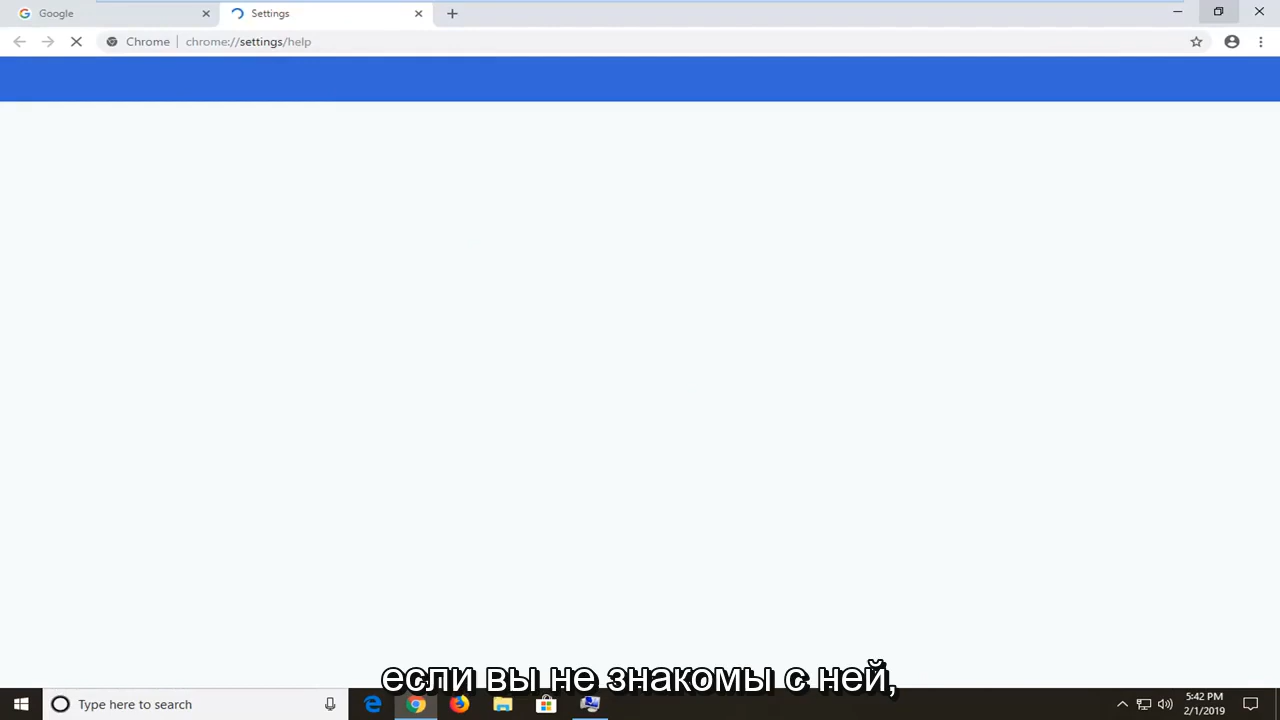 Google
Settings
Chrome
chrome://settings/help
если вы не знакомы с ней,
Type here to search
5:42 PM
2/1/2019